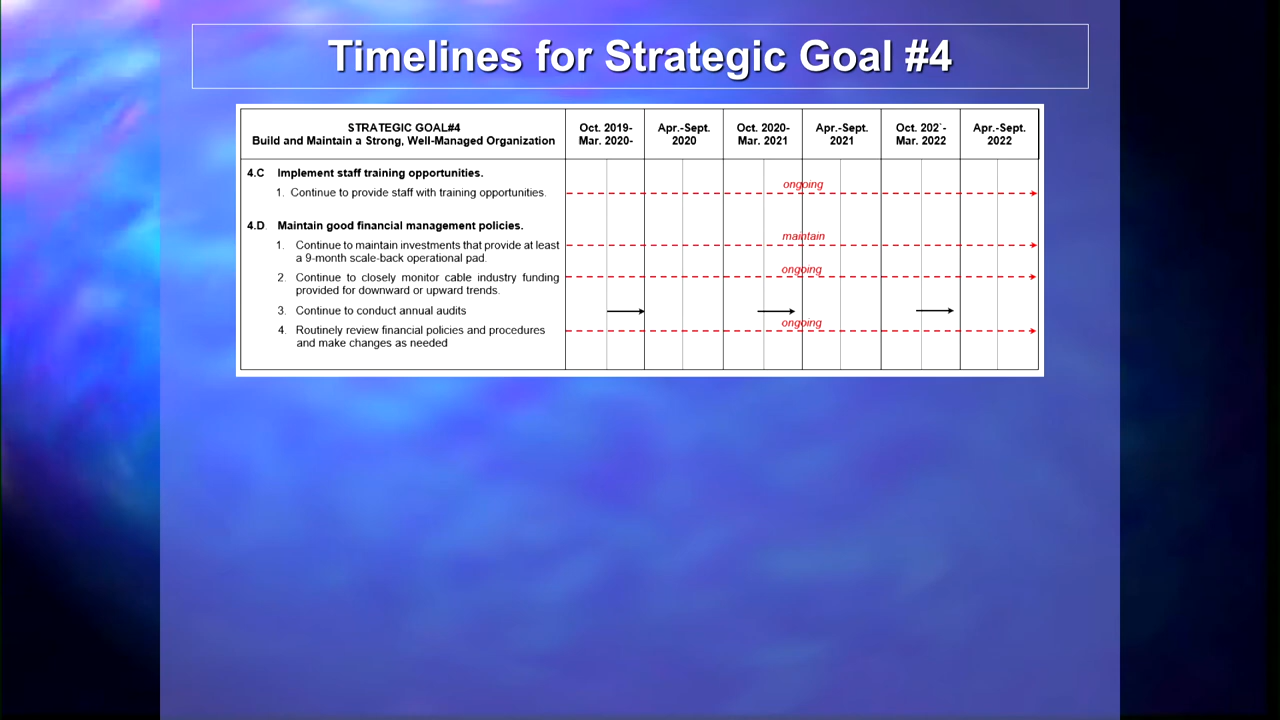 Timelines for Strategic Goal #4
STRATEGIC GOAL#4
Build and Maintain a Strong, Well-Managed Organization
Oct. 2019-
Mar. 2020-
Apr.-Sept.
2020
Oct. 2020-
Mar. 2021
Apr.-Sept.
2021
Oct. 202`-
Mar. 2022
Apr.-Sept.
2022
4.C Implement staff training opportunities.
1. Continue to provide staff with training opportunities.
ongoing
4.D. Maintain good financial management policies.
1. Continue to maintain investments that provide at least
a 9-month scale-back operational pad.
maintain
2. Continue to closely monitor cable industry funding
provided for downward or upward trends.
ongoing
3. Continue to conduct annual audits
4. Routinely review financial policies and procedures
and make changes as needed
ongoing